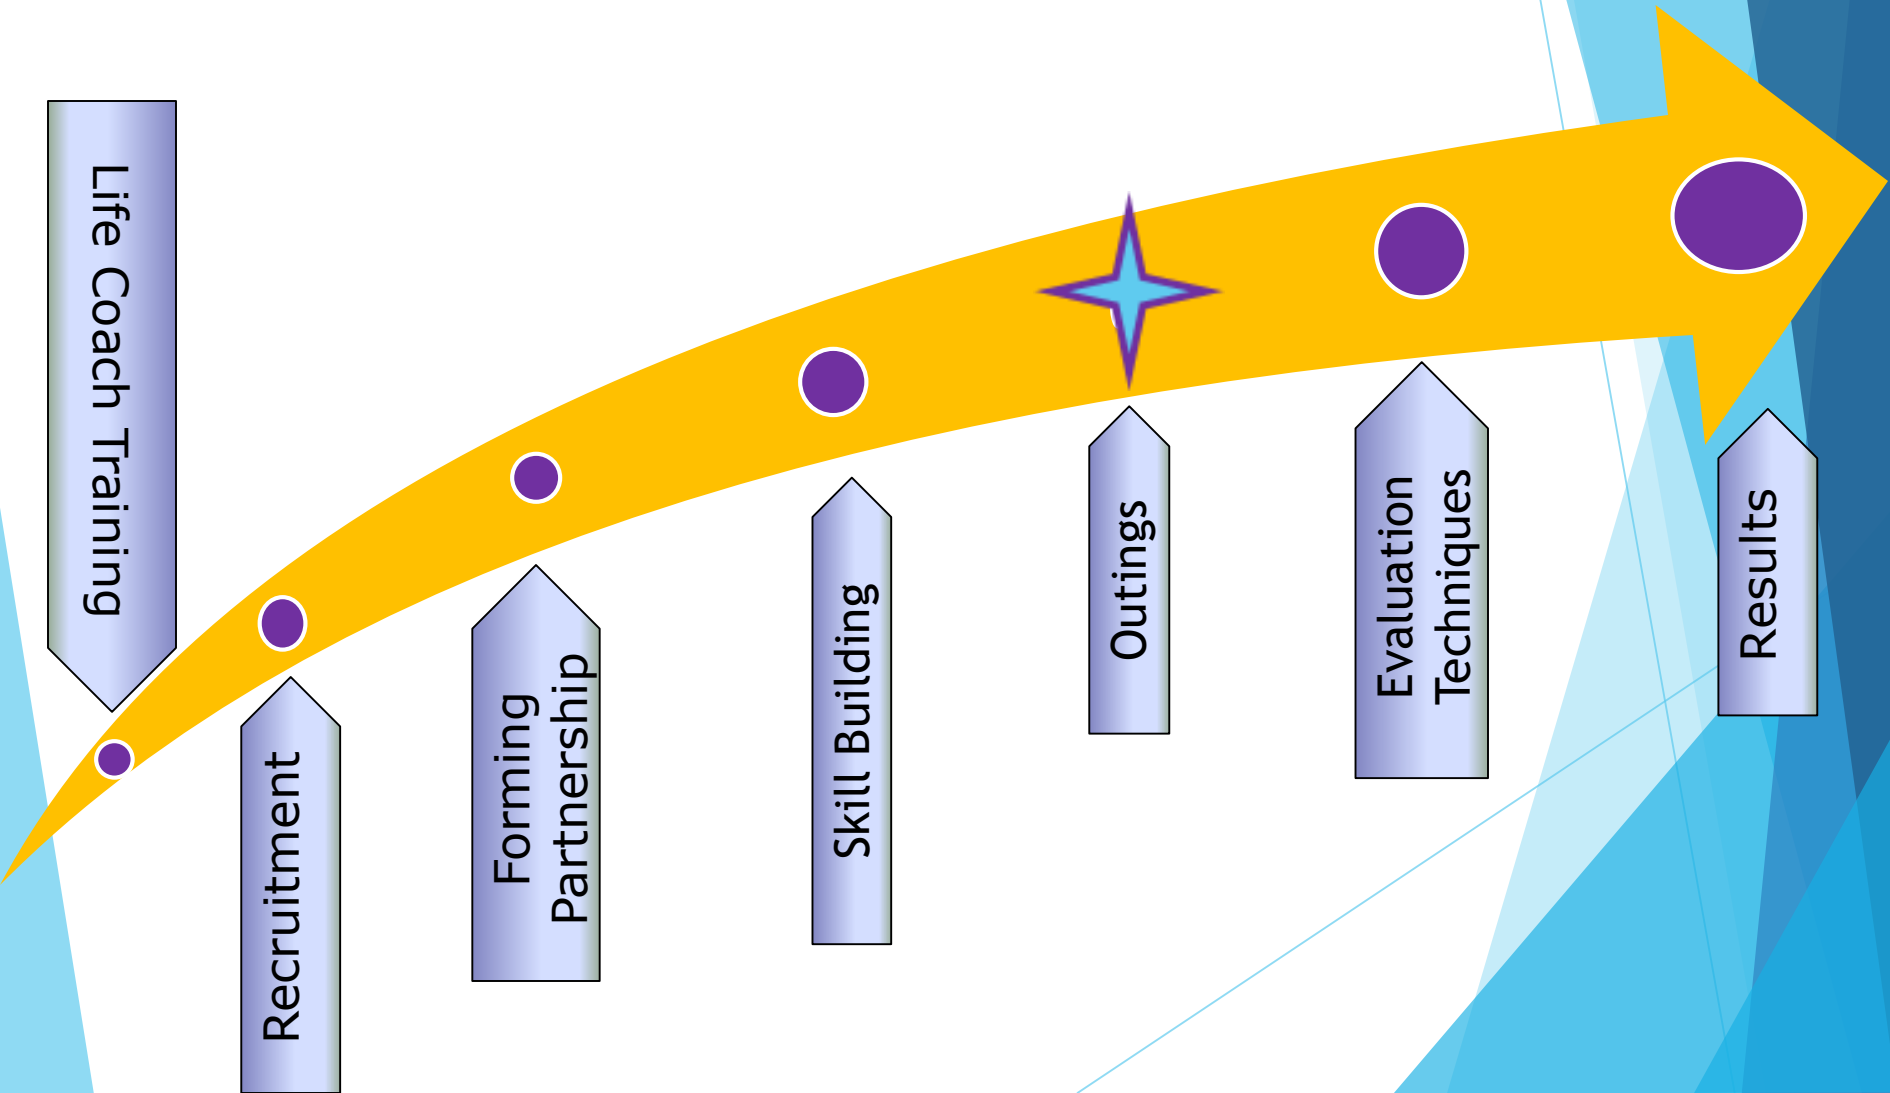 Life Coach Training
Recruitment
Forming
Partnership
Skill Building
Outings
Evaluation
Techniques
Results